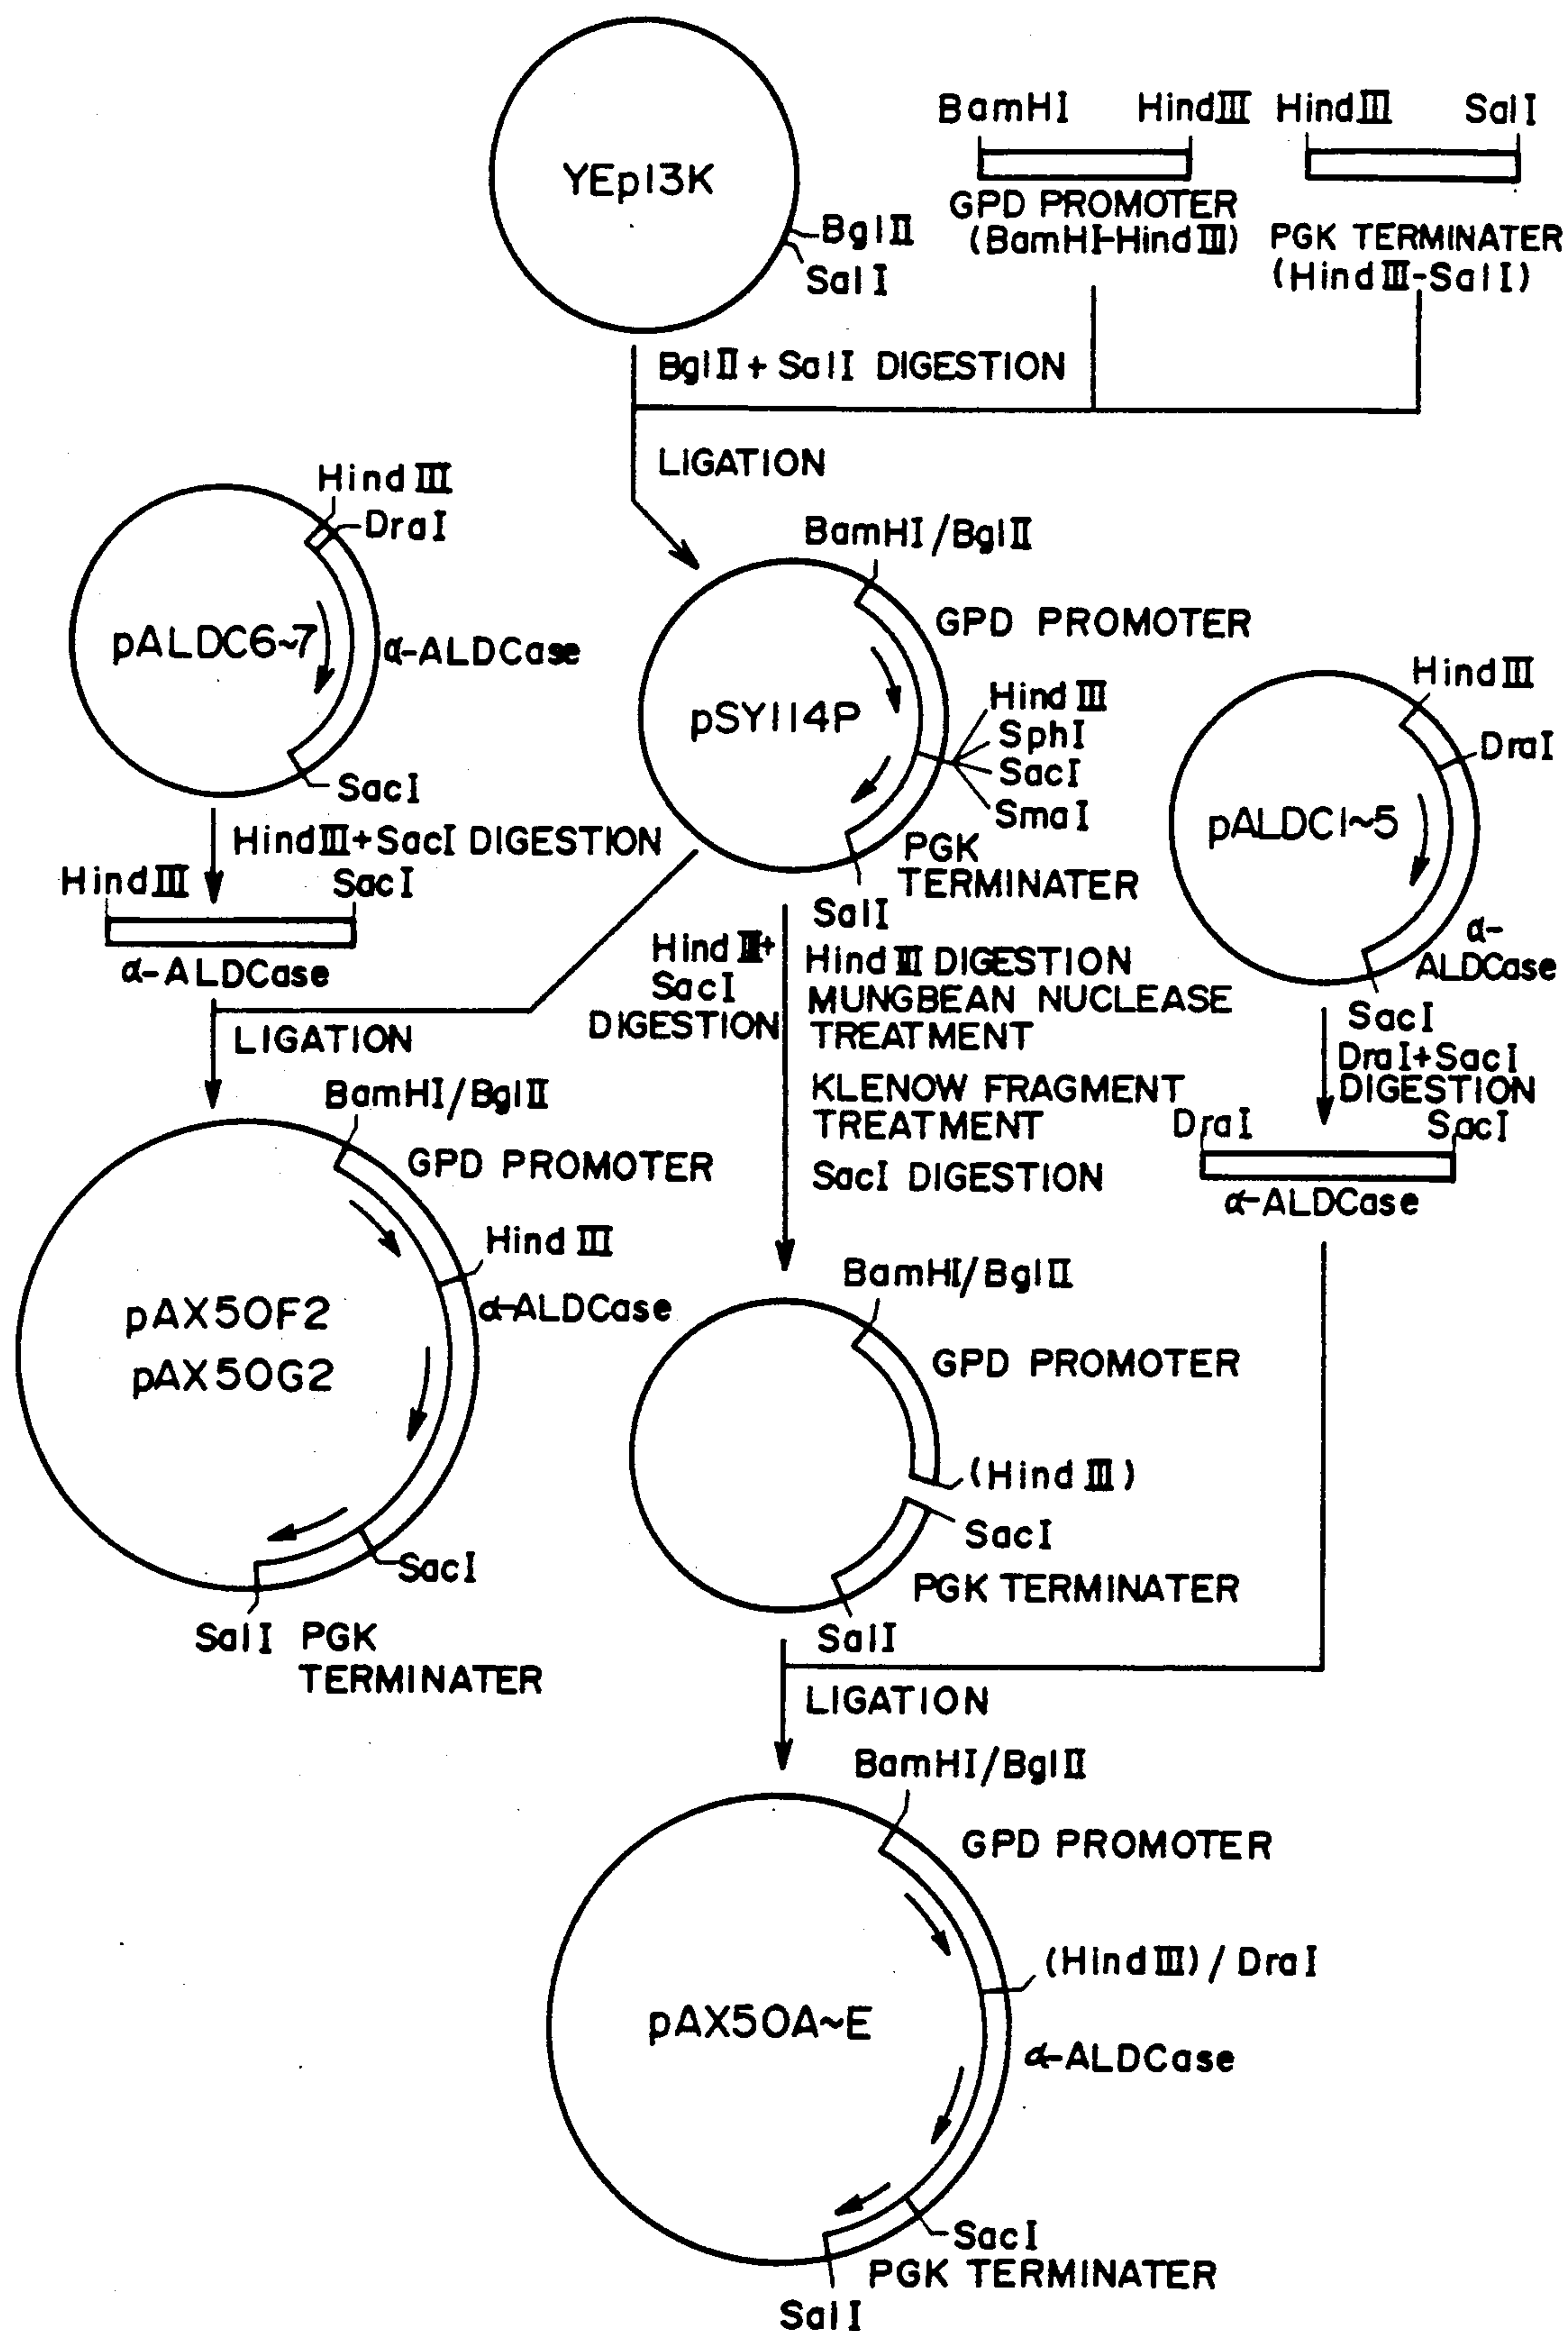 YEp13K
BglII
SalI
BamHI HindIII
GPD PROMOTER
(BamHI-HindIII)
HindIII SalI
PGK TERMINATER
(HindIII-SalI)
BglII + SalI DIGESTION
LIGATION
HindIII
DraI
pALDC6~7
α-ALDCase
SacI
HindIII+SacI DIGESTION
HindIII SacI
α-ALDCase
LIGATION
BamHI/BglII
GPD PROMOTER
pSY114P
HindIII
SphI
SacI
SmaI
PGK
TERMINATER
SalI
HindIII
DraI
pALDC1~5
α-
ALDCase
SacI
DraI+SacI
DIGESTION
DraI SacI
α-ALDCase
HindIII+
SacI
DIGESTION
HindIII DIGESTION
MUNGBEAN NUCLEASE
TREATMENT
KLENOW FRAGMENT
TREATMENT
SacI DIGESTION
BamHI/BglII
GPD PROMOTER
HindIII
α-ALDCase
pAX50F2
pAX50G2
SacI
SalI PGK
TERMINATER
BamHI/BglII
GPD PROMOTER
(HindIII)
SacI
PGK TERMINATER
SalI
LIGATION
BamHI/BglII
GPD PROMOTER
(HindIII)/DraI
pAX50A~E
α-ALDCase
SacI
PGK TERMINATER
SalI